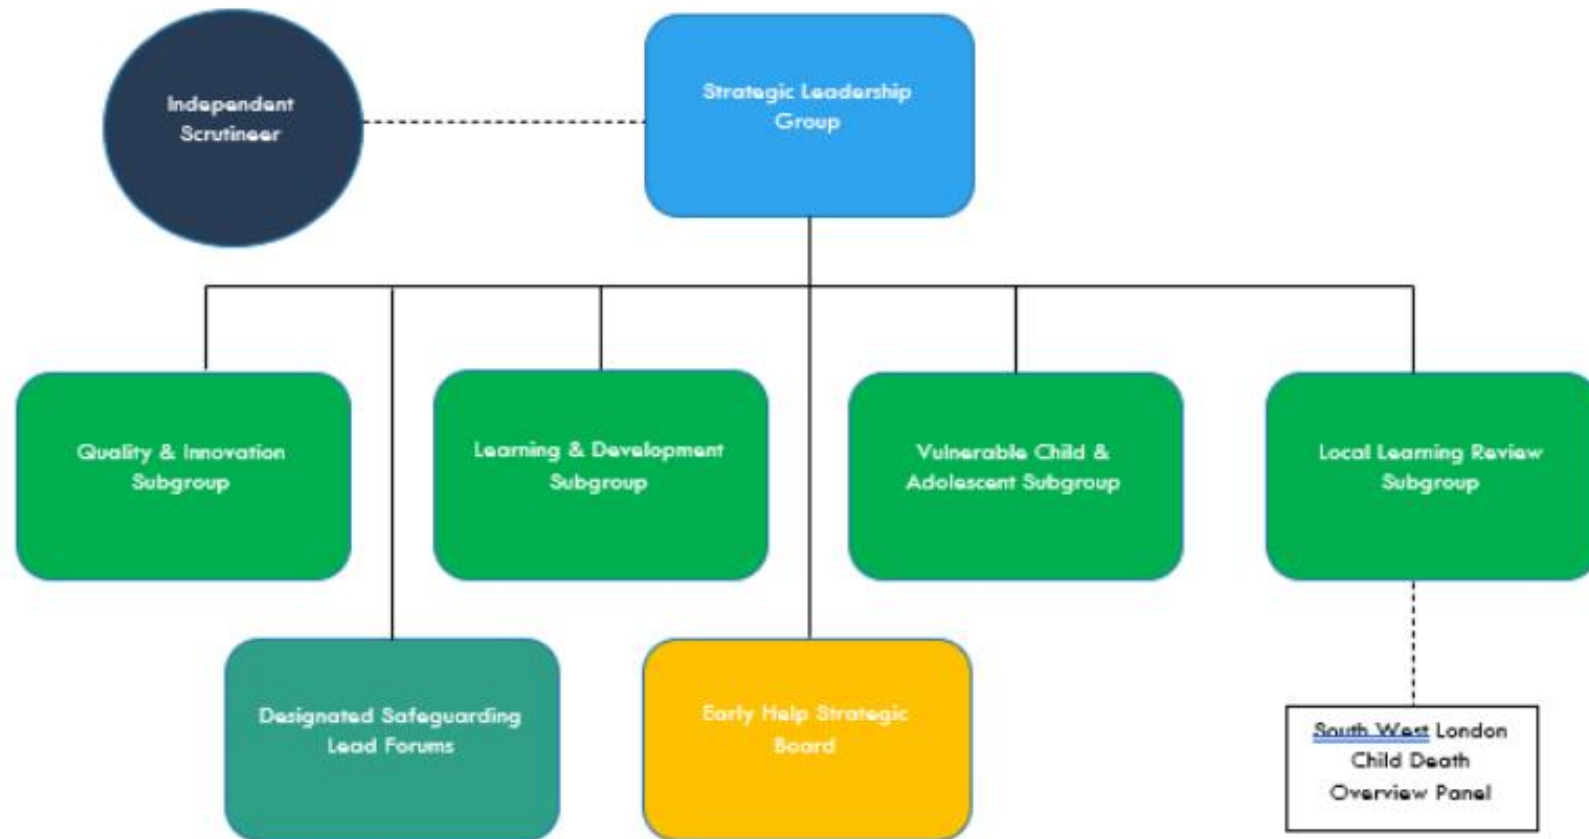 Independent
Scrutineer
Strategic Leadership
Group
Quality & Innovation
Subgroup
Learning & Development
Subgroup
Vulnerable Child &
Adolescent Subgroup
Local Learning Review
Subgroup
Designated Safeguarding
Lead Forums
Early Help Strategic
Board
South West London
Child Death
Overview Panel